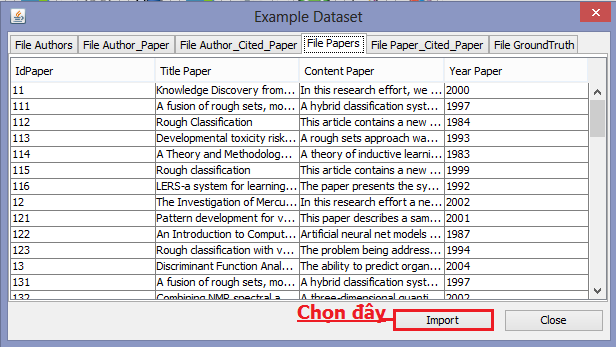 Example Dataset
File Authors File Author_Paper File Author_Cited_Paper File Papers File Paper_Cited_Paper File GroundTruth
IdPaper Title Paper Content Paper Year Paper
11 Knowledge Discovery from... In this research effort, we ... 2000
111 A fusion of rough sets, mo... A hybrid classification syst... 1997
112 Rough Classification This article contains a new ... 1984
113 Developmental toxicity risk... A rough sets approach wa... 1993
114 A Theory and Methodolog... A theory of inductive learni... 1983
115 Rough classification This article contains a new ... 1999
116 LERS-a system for learning... The paper presents the sy... 1992
12 The Investigation of Mercu... In this research effort a ne... 2002
121 Pattern development for v... This paper describes a sam... 2001
122 An Introduction to Comput... Artificial neural net models ... 1987
123 Rough classification with v... The problem being address... 1994
13 Discriminant Function Anal... The ability to predict organ... 2004
131 A fusion of rough sets, mo... A hybrid classification syst... 1997
132 Combining NMR spectral a... A three-dimensional quanti... 2002
Chọn đây Import Close